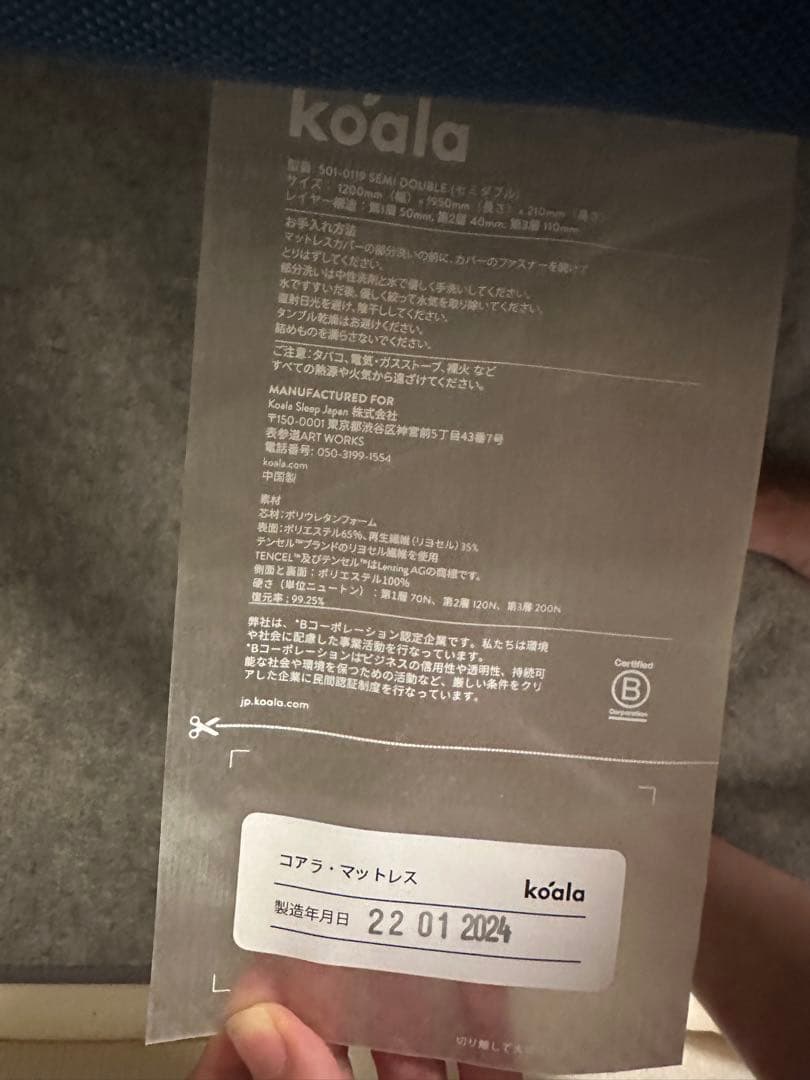 koala
型番 501-0119 SEMI DOUBLE (セミダブル)
サイズ：1200mm（幅）x 1950mm（長さ）x 210mm（高さ）
レイヤー構造：第1層 50mm, 第2層 40mm, 第3層 110mm
お手入れ方法
マットレスカバーの部分洗いの前に、カバーのファスナーを開いて
とりはずしてください。
部分洗いは中性洗剤と水で優しく手洗いしてください。
水ですすいだ後、優しく絞って水気を取り除いてください。
直射日光を避け、陰干ししてください。
タンブル乾燥はお避けください。
詰めものを濡らさないでください。
ご注意：タバコ、電気・ガスストーブ、裸火 など
すべての熱源や火気から遠ざけてください。
MANUFACTURED FOR
Koala Sleep Japan 株式会社
〒150-0001 東京都渋谷区神宮前5丁目43番7号
表参道ART WORKS
電話番号: 050-3199-1554
koala.com
中国製
素材
芯材：ポリウレタンフォーム
表面：ポリエステル65%、再生繊維（リヨセル）35%
テンセル™ブランドのリヨセル繊維を使用
TENCEL™及びテンセル™はLenzing AGの商標です。
側面と裏面：ポリエステル100%
硬さ（単位ニュートン）：第1層 70N、第2層 120N、第3層 200N
復元率：99.25%
弊社は、*Bコーポレーション認定企業です。私たちは環境
や社会に配慮した事業活動を行なっています。
*Bコーポレーションはビジネスの信用性や透明性、持続可
能な社会や環境を保つための活動など、厳しい条件をクリ
アした企業に民間認証制度を行なっています。
Certified
B
Corporation
jp.koala.com
コアラ・マットレス
koala
製造年月日 22 01 2024
切り離して大